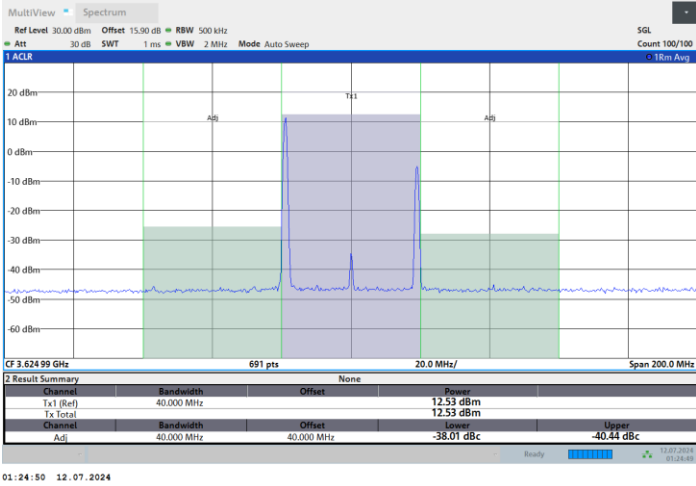 MultiView Spectrum
Ref Level 30.00 dBm Offset 15.90 dB RBW 500 kHz SGL
Att 30 dB SWT 1 ms VBW 2 MHz Mode Auto Sweep Count 100/100
1 ACLR 1Rm Avg
20 dBm
Tx1
10 dBm
Adj Adj
0 dBm
-10 dBm
-20 dBm
-30 dBm
-40 dBm
-50 dBm
-60 dBm
CF 3.624 99 GHz 691 pts 20.0 MHz/ Span 200.0 MHz
2 Result Summary None
Channel Bandwidth Offset Power
Tx1 (Ref) 40.000 MHz 12.53 dBm
Tx Total 12.53 dBm
Channel Bandwidth Offset Lower Upper
Adj 40.000 MHz 40.000 MHz -38.01 dBc -40.44 dBc
Ready 12.07.2024
01:24:49
01:24:50 12.07.2024